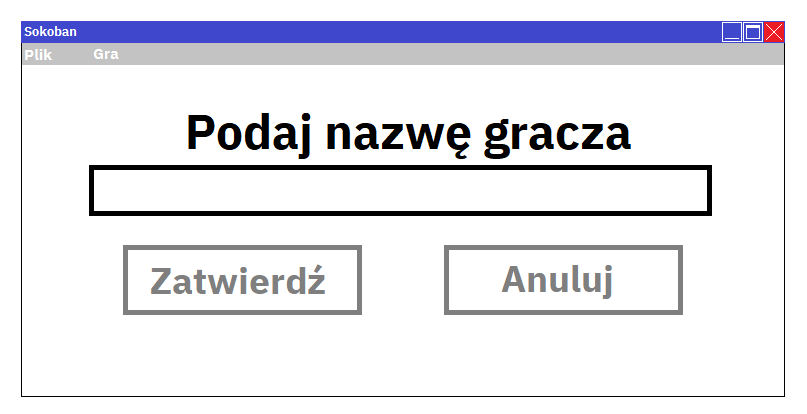 Sokoban
Plik Gra
Podaj nazwę gracza
Zatwierdź Anuluj